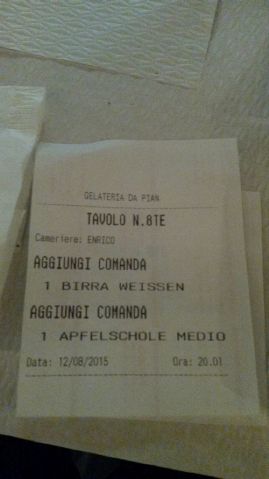 GELATERIA DA PIAN
TAVOLO N.8TE
Cameriere: ENRICO
AGGIUNGI COMANDA
1 BIRRA WEISSEN
AGGIUNGI COMANDA
1 APFELSCHOLE MEDIO
Data: 12/08/2015 Ora: 20.01